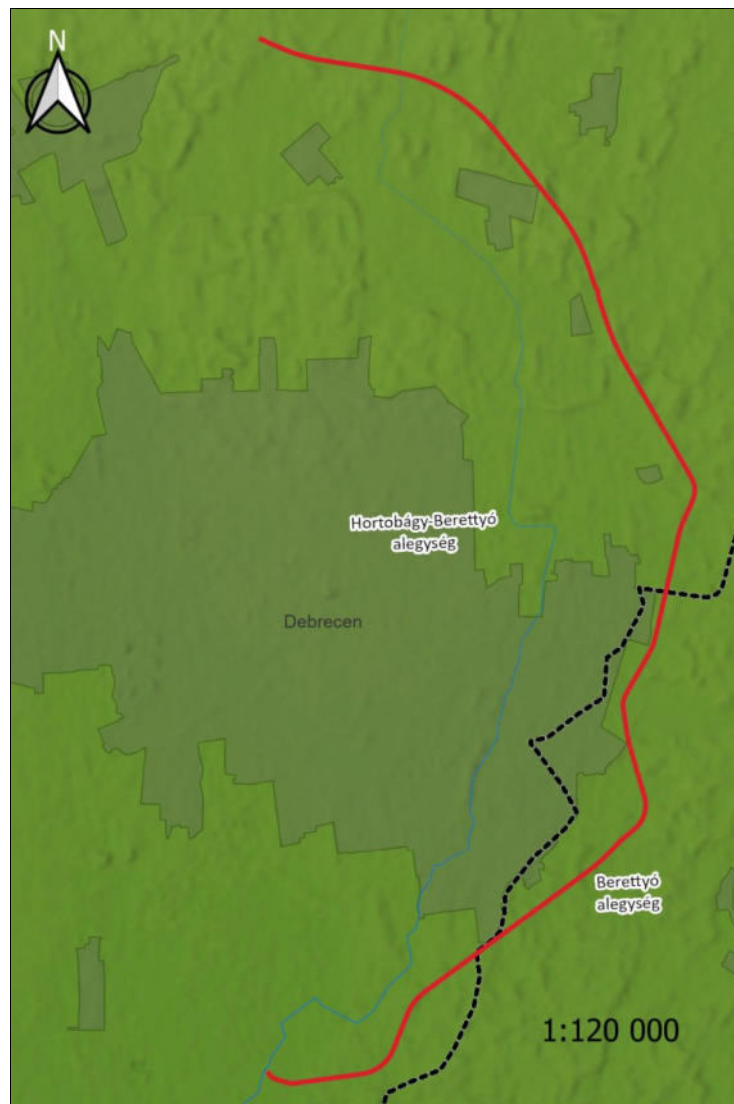 N
Hortobágy-Berettyó
alegység
Debrecen
Berettyó
alegység
1:120 000